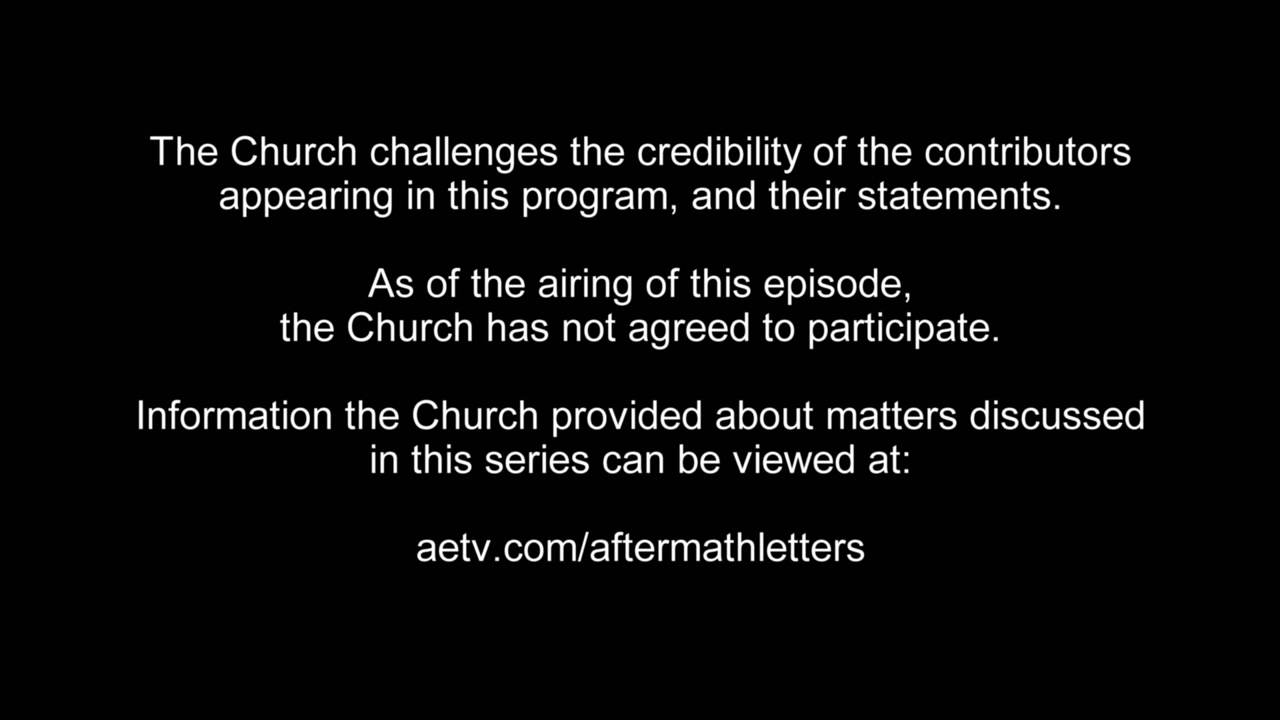 The Church challenges the credibility of the contributors
appearing in this program, and their statements.
As of the airing of this episode,
the Church has not agreed to participate.
Information the Church provided about matters discussed
in this series can be viewed at:
aetv.com/aftermathletters